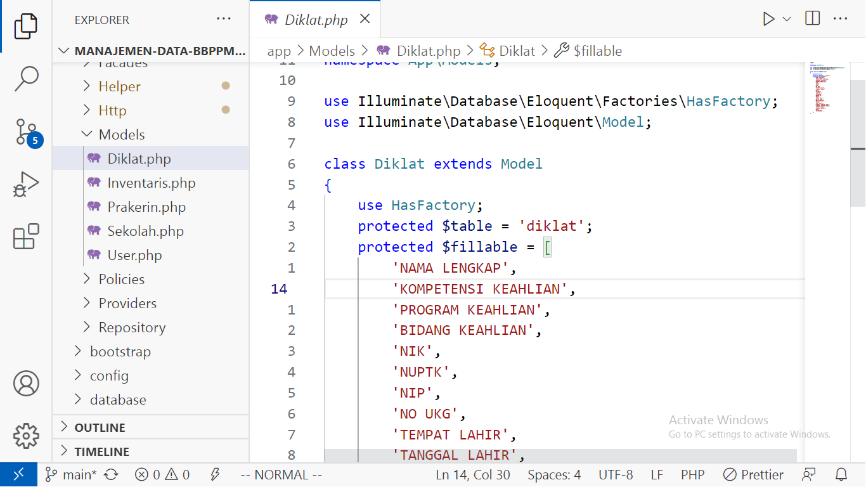 EXPLORER
MANAJEMEN-DATA-BBPPM...
Facades
Helper
Http
Models
Diklat.php
Inventaris.php
Prakerin.php
Sekolah.php
User.php
Policies
Providers
Repository
bootstrap
config
database
OUTLINE
TIMELINE
5
Diklat.php
app > Models > Diklat.php > Diklat > $fillable
11 namespace App\Models;
10
9 use Illuminate\Database\Eloquent\Factories\HasFactory;
8 use Illuminate\Database\Eloquent\Model;
7
6 class Diklat extends Model
5 {
4 use HasFactory;
3 protected $table = 'diklat';
2 protected $fillable = [
1 'NAMA LENGKAP',
14 'KOMPETENSI KEAHLIAN',
1 'PROGRAM KEAHLIAN',
2 'BIDANG KEAHLIAN',
3 'NIK',
4 'NUPTK',
5 'NIP',
6 'NO UKG',
7 'TEMPAT LAHIR',
8 'TANGGAL LAHIR',
Activate Windows
Go to PC settings to activate Windows.
main* 0 0 -- NORMAL -- Ln 14, Col 30 Spaces: 4 UTF-8 LF PHP Prettier